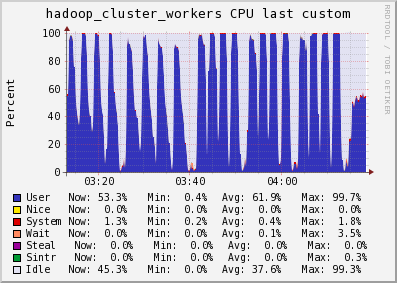 hadoop_cluster_workers CPU last custom
RRDTOOL / TOBI OETIKER
Percent
100
80
60
40
20
0
03:20 03:40 04:00
User Now: 53.3% Min: 0.4% Avg: 61.9% Max: 99.7%
Nice Now: 0.0% Min: 0.0% Avg: 0.0% Max: 0.0%
System Now: 1.3% Min: 0.2% Avg: 0.4% Max: 1.8%
Wait Now: 0.0% Min: 0.0% Avg: 0.1% Max: 3.5%
Steal Now: 0.0% Min: 0.0% Avg: 0.0% Max: 0.0%
Sintr Now: 0.0% Min: 0.0% Avg: 0.0% Max: 0.3%
Idle Now: 45.3% Min: 0.0% Avg: 37.6% Max: 99.3%